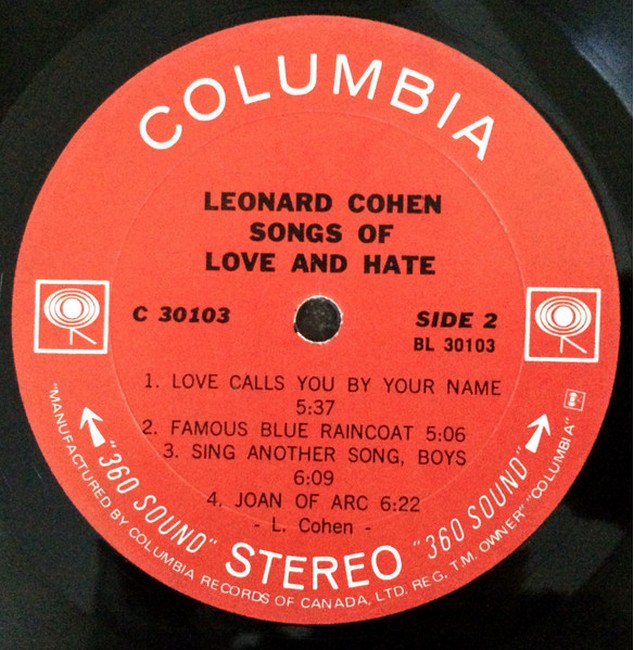 COLUMBIA
LEONARD COHEN
SONGS OF
LOVE AND HATE
C 30103
SIDE 2
BL 30103
1. LOVE CALLS YOU BY YOUR NAME
5:37
2. FAMOUS BLUE RAINCOAT 5:06
3. SING ANOTHER SONG, BOYS
6:09
4. JOAN OF ARC 6:22
- L. Cohen -
"360 SOUND" STEREO "360 SOUND"
"MANUFACTURED BY COLUMBIA RECORDS OF CANADA, LTD. REG. T.M. OWNER" "COLUMBIA"